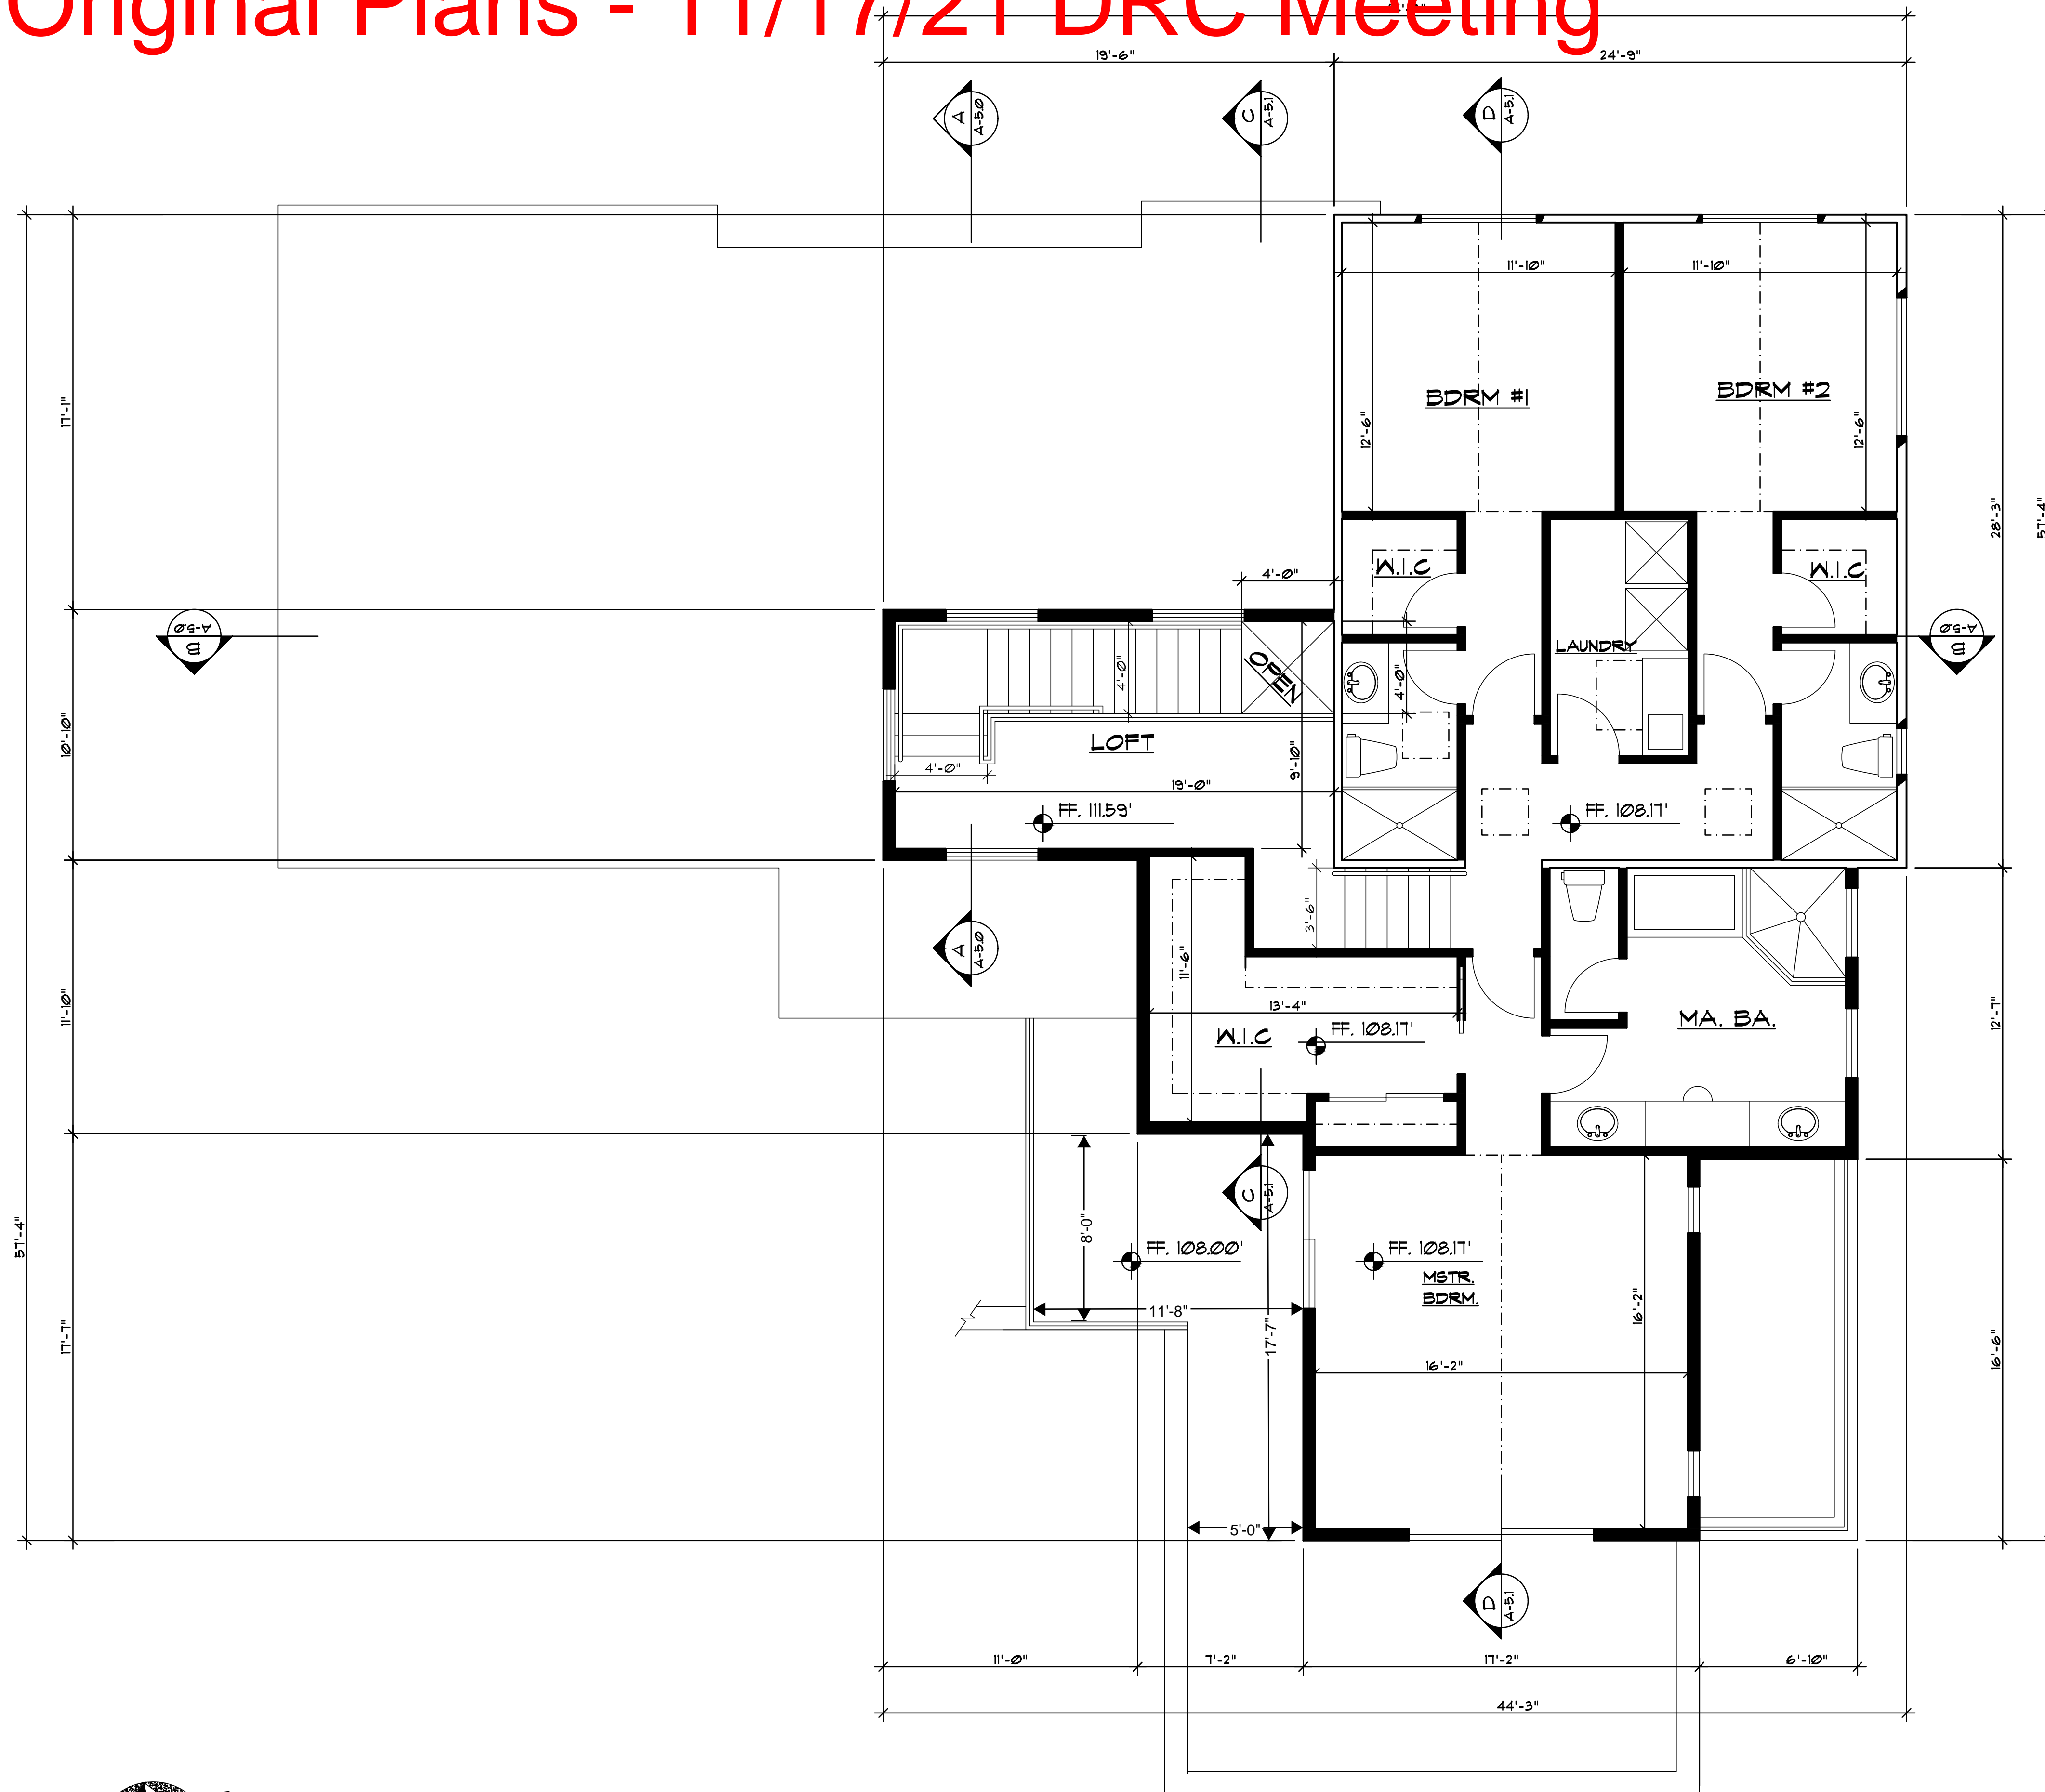 Original Plans - 11/17/21 DRC Meeting
19'-6"
24'-9"
A
A-5.0
C
A-5.1
D
A-5.1
11'-10"
11'-10"
BDRM #1
BDRM #2
12'-6"
12'-6"
17'-1"
28'-3"
57'-4"
4'-0"
W.I.C
W.I.C
B
A-5.0
B
A-5.0
LAUNDRY
OPEN
4'-0"
4'-0"
10'-10"
LOFT
9'-10"
4'-0"
19'-0"
FF. 111.59'
FF. 108.17'
3'-6"
A
A-5.0
11'-6"
11'-10"
13'-4"
W.I.C
FF. 108.17'
MA. BA.
12'-7"
C
A-5.1
57'-4"
8'-0"
FF. 108.00'
FF. 108.17'
MSTR.
BDRM.
11'-8"
16'-2"
17'-7"
17'-7"
16'-6"
16'-2"
5'-0"
D
A-5.1
11'-0"
7'-2"
17'-2"
6'-10"
44'-3"